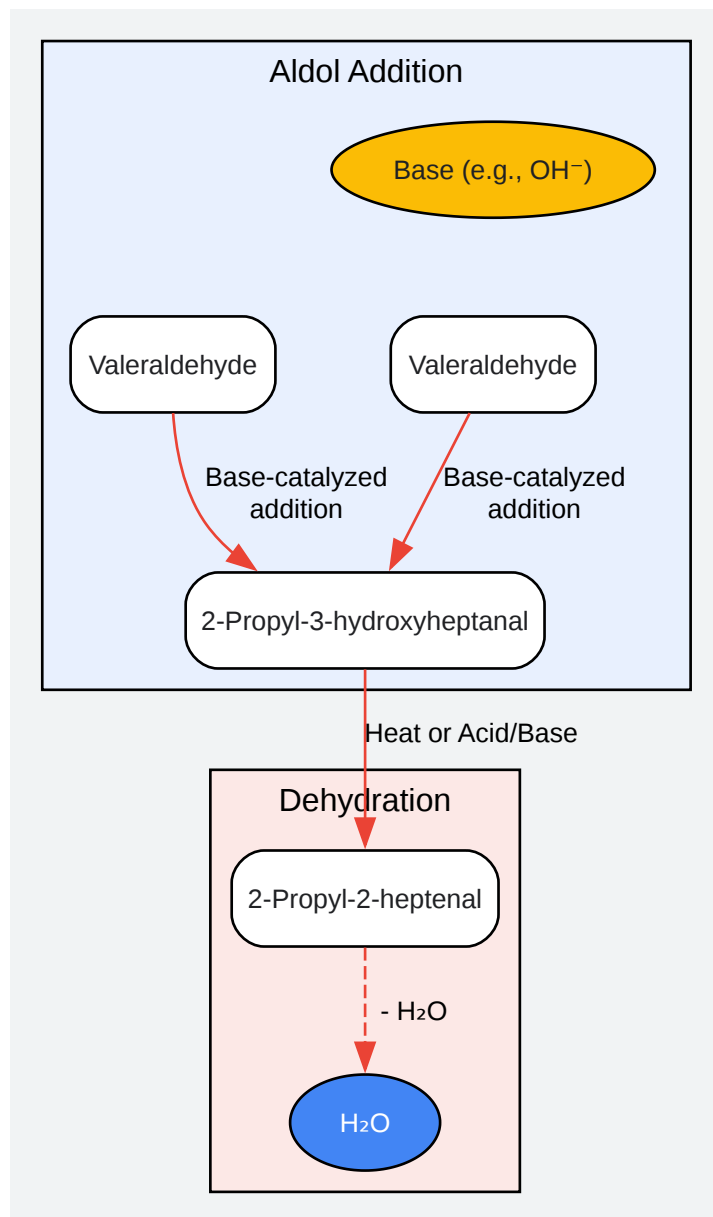 Aldol Addition
Base (e.g., OH⁻)
Valeraldehyde
Valeraldehyde
Base-catalyzed
addition
Base-catalyzed
addition
2-Propyl-3-hydroxyheptanal
Heat or Acid/Base
Dehydration
2-Propyl-2-heptenal
- H₂O
H₂O